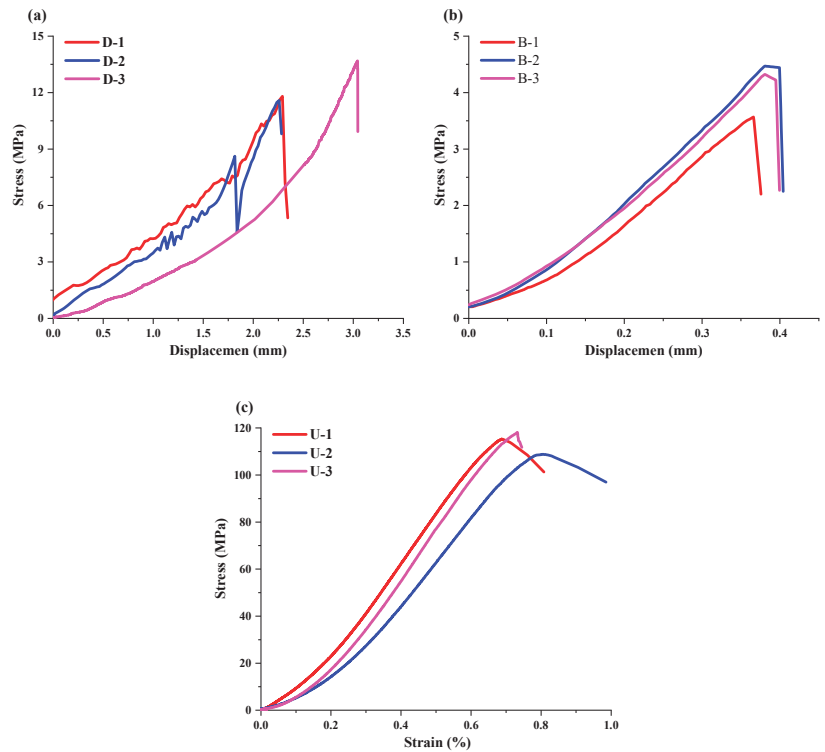 (a)
D-1
D-2
D-3
15
12
9
6
3
0
Stress (MPa)
0.0 0.5 1.0 1.5 2.0 2.5 3.0 3.5
Displacemen (mm)
(b)
B-1
B-2
B-3
5
4
3
2
1
0
Stress (MPa)
0.0 0.1 0.2 0.3 0.4
Displacemen (mm)
(c)
U-1
U-2
U-3
120
100
80
60
40
20
0
Stress (MPa)
0.0 0.2 0.4 0.6 0.8 1.0
Strain (%)